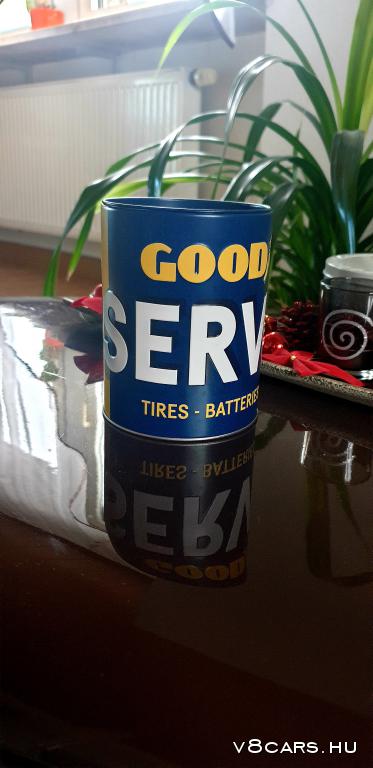 GOOD
SERV
TIRES - BATTERIES
V8CARS.HU